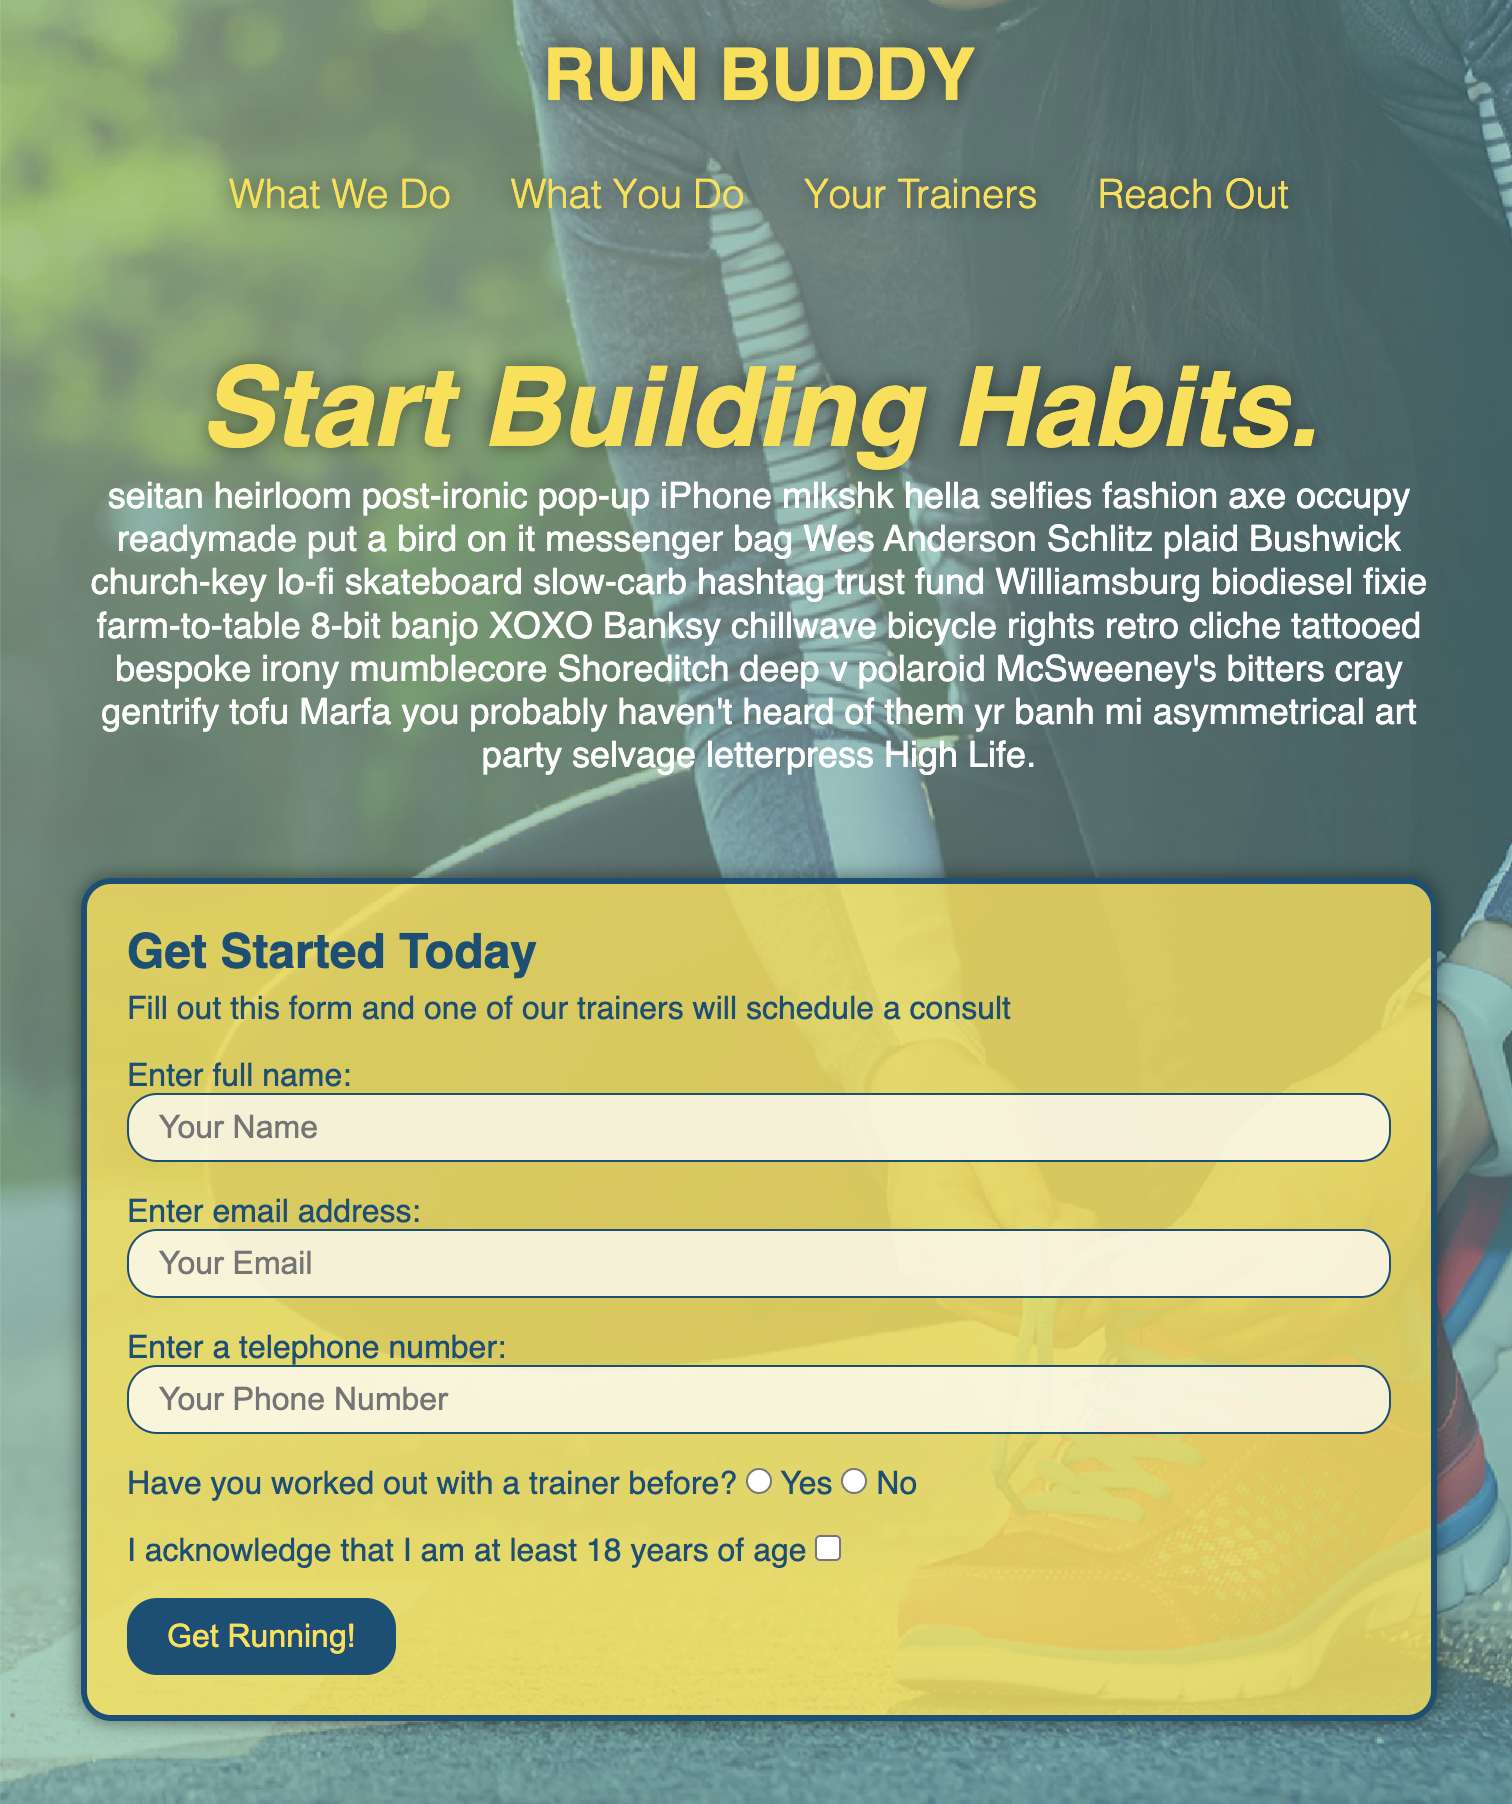 RUN BUDDY
What We Do What You Do Your Trainers Reach Out
Start Building Habits.
seitan heirloom post-ironic pop-up iPhone mlkshk hella selfies fashion axe occupy
readymade put a bird on it messenger bag Wes Anderson Schlitz plaid Bushwick
church-key lo-fi skateboard slow-carb hashtag trust fund Williamsburg biodiesel fixie
farm-to-table 8-bit banjo XOXO Banksy chillwave bicycle rights retro cliche tattooed
bespoke irony mumblecore Shoreditch deep v polaroid McSweeney's bitters cray
gentrify tofu Marfa you probably haven't heard of them yr banh mi asymmetrical art
party selvage letterpress High Life.
Get Started Today
Fill out this form and one of our trainers will schedule a consult
Enter full name:
Your Name
Enter email address:
Your Email
Enter a telephone number:
Your Phone Number
Have you worked out with a trainer before? Yes No
I acknowledge that I am at least 18 years of age
Get Running!